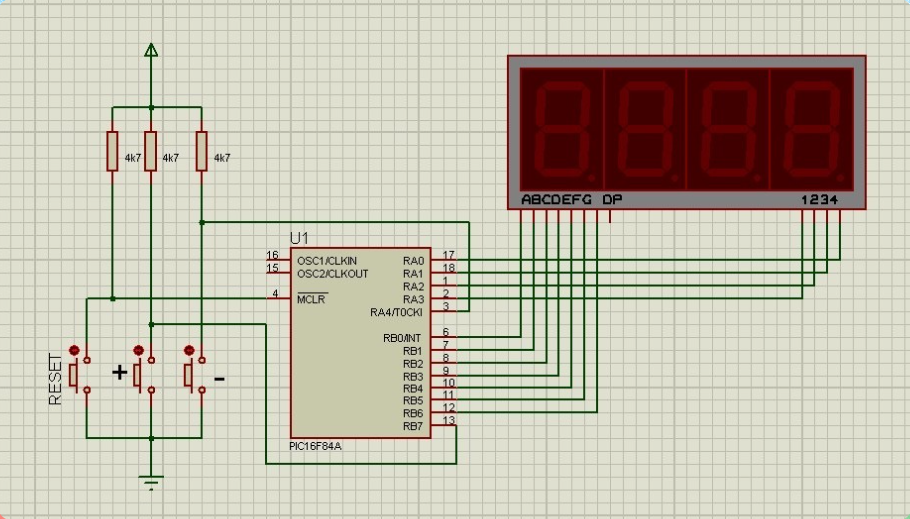 4k7 4k7 4k7
ABCDEFG DP 1234
U1
16 OSC1/CLKIN RA0 17
15 OSC2/CLKOUT RA1 18
RA2 1
4 MCLR RA3 2
RA4/T0CKI 3
RB0/INT 6
RB1 7
RB2 8
RB3 9
RB4 10
RB5 11
RB6 12
RB7 13
PIC16F84A
RESET
+
-